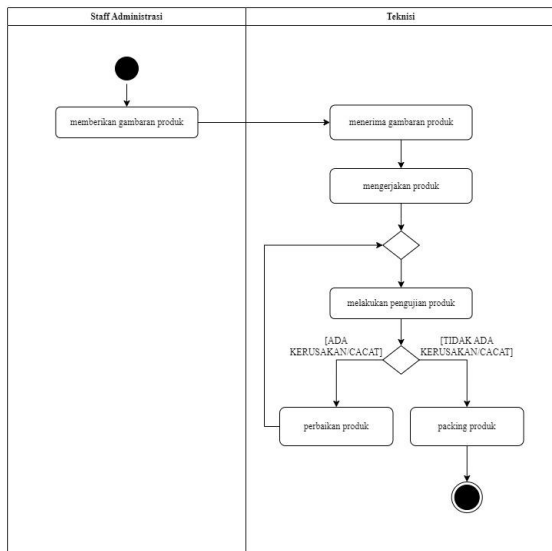 Staff Administrasi
Teknisi
memberikan gambaran produk
menerima gambaran produk
mengerjakan produk
melakukan pengujian produk
[ADA
KERUSAKAN/CACAT]
[TIDAK ADA
KERUSAKAN/CACAT]
perbaikan produk
packing produk